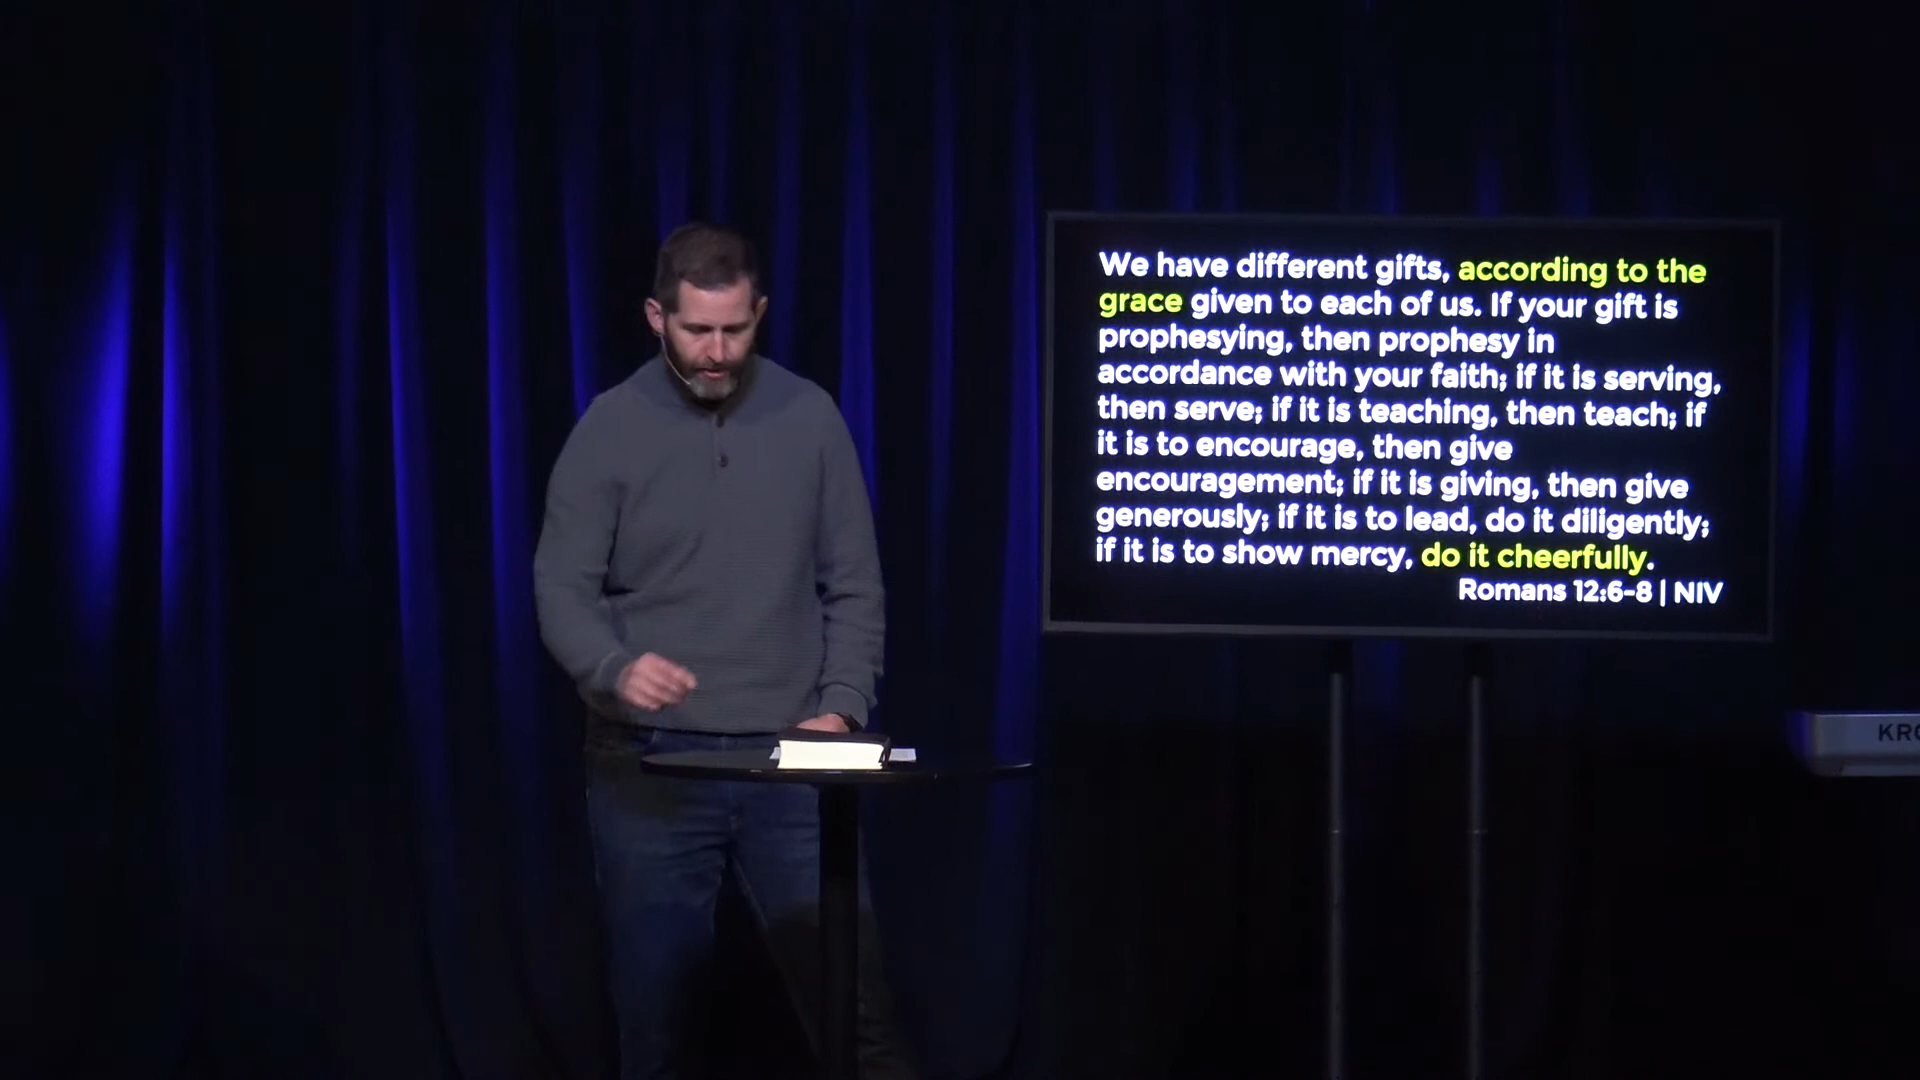 We have different gifts, according to the
grace given to each of us. If your gift is
prophesying, then prophesy in
accordance with your faith; if it is serving,
then serve; if it is teaching, then teach; if
it is to encourage, then give
encouragement; if it is giving, then give
generously; if it is to lead, do it diligently;
if it is to show mercy, do it cheerfully.
Romans 12:6-8 | NIV
KRO